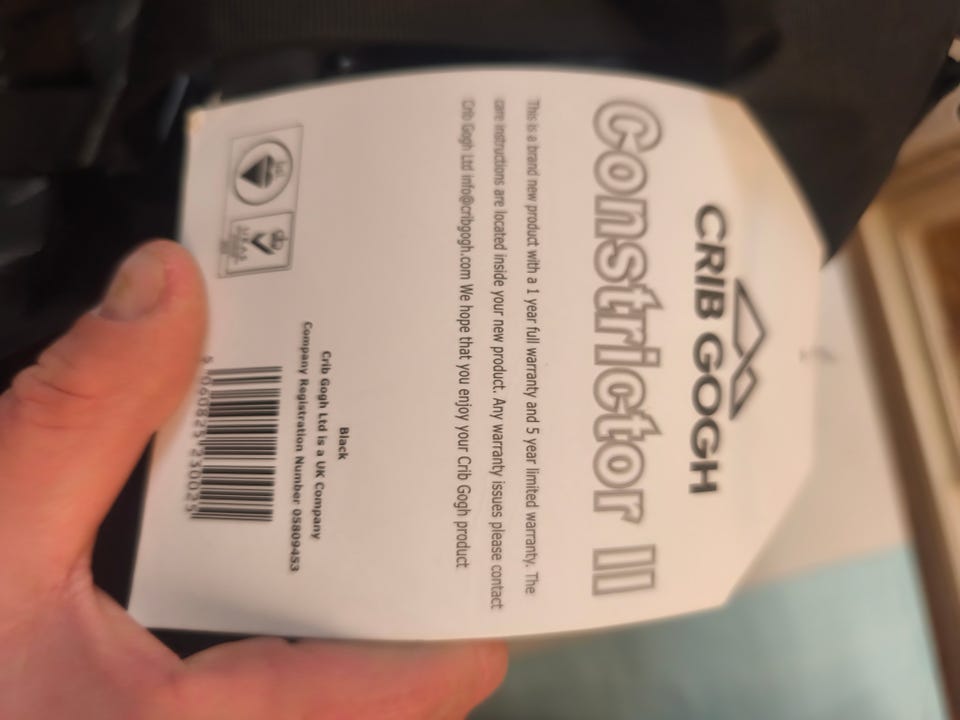 CRIB GOGH
Constrictor II
This is a brand new product with a 1 year full warranty and 5 year limited warranty. The
care instructions are located inside your new product. Any warranty issues please contact
Crib Gogh Ltd info@cribgogh.com We hope that you enjoy your Crib Gogh product
Black
Crib Gogh Ltd is a UK Company
Company Registration Number 05809453
5 060825 230025